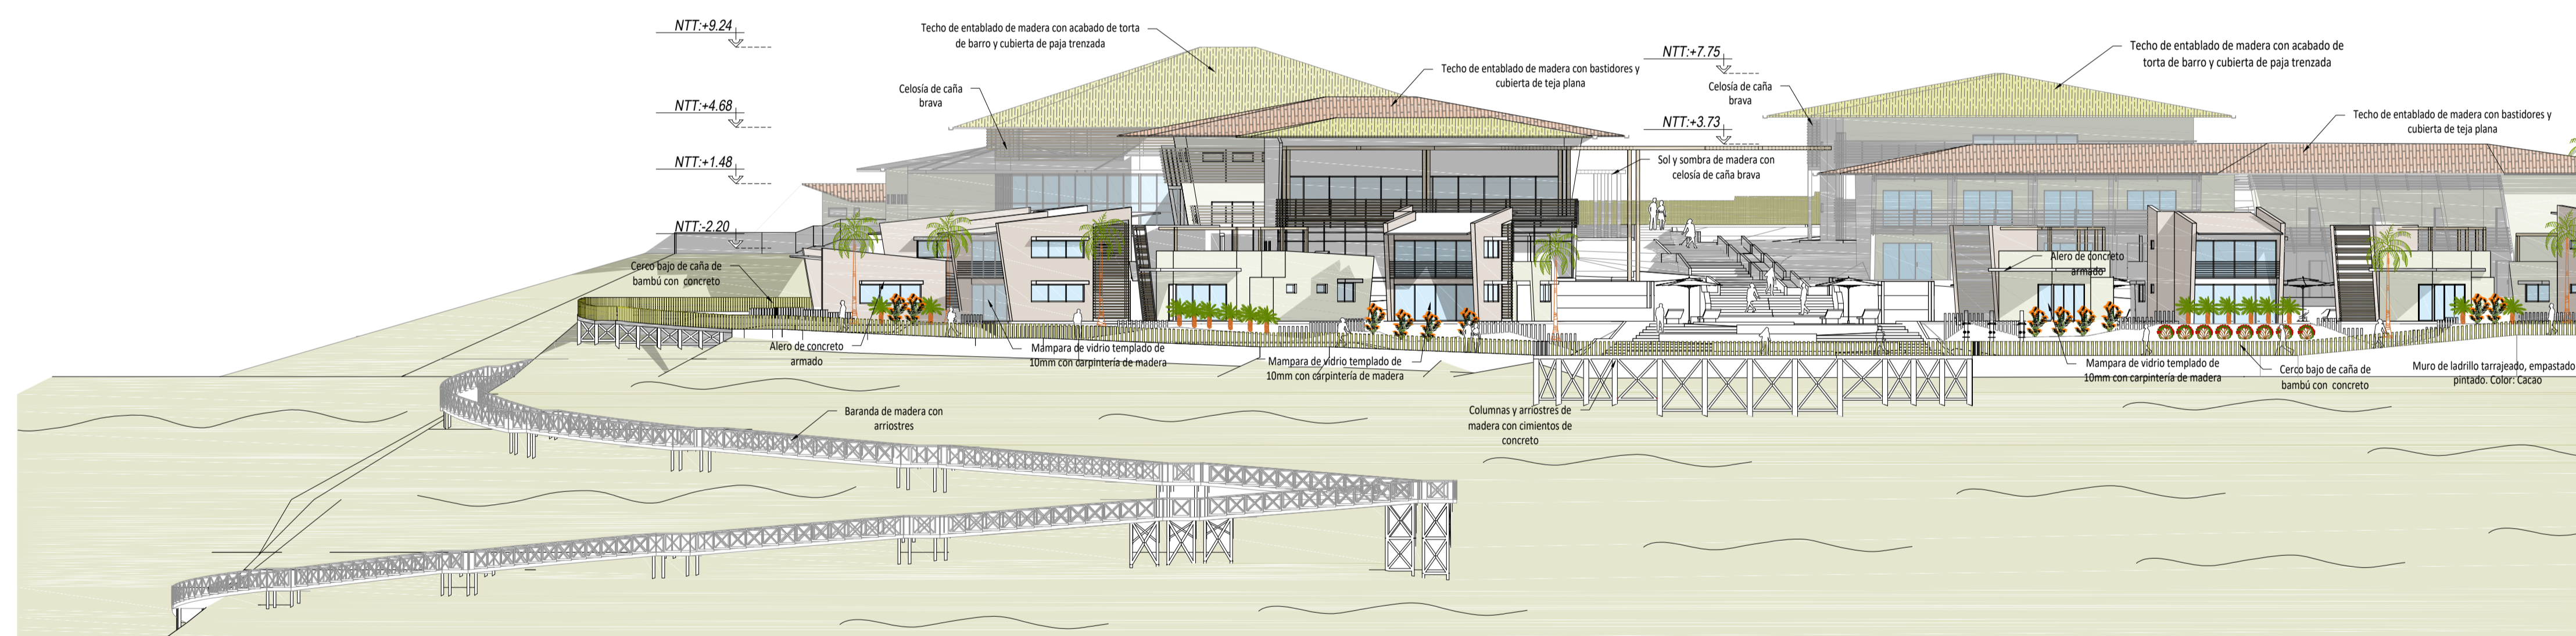 NTT:+9.24
NTT:+4.68
NTT:+1.48
NTT:-2.20
Techo de entablado de madera con acabado de torta
de barro y cubierta de paja trenzada
Celosía de caña
brava
Techo de entablado de madera con bastidores y
cubierta de teja plana
NTT:+7.75
NTT:+3.73
Celosía de caña
brava
Sol y sombra de madera con
celosía de caña brava
Techo de entablado de madera con acabado de
torta de barro y cubierta de paja trenzada
Techo de entablado de madera con bastidores y
cubierta de teja plana
Cerco bajo de caña de
bambú con concreto
Alero de concreto
armado
Alero de concreto
armado
Mampara de vidrio templado de
10mm con carpintería de madera
Mampara de vidrio templado de
10mm con carpintería de madera
Mampara de vidrio templado de
10mm con carpintería de madera
Cerco bajo de caña de
bambú con concreto
Muro de ladrillo tarrajeado, empastado
pintado. Color: Cacao
Baranda de madera con
arriostres
Columnas y arriostres de
madera con cimientos de
concreto